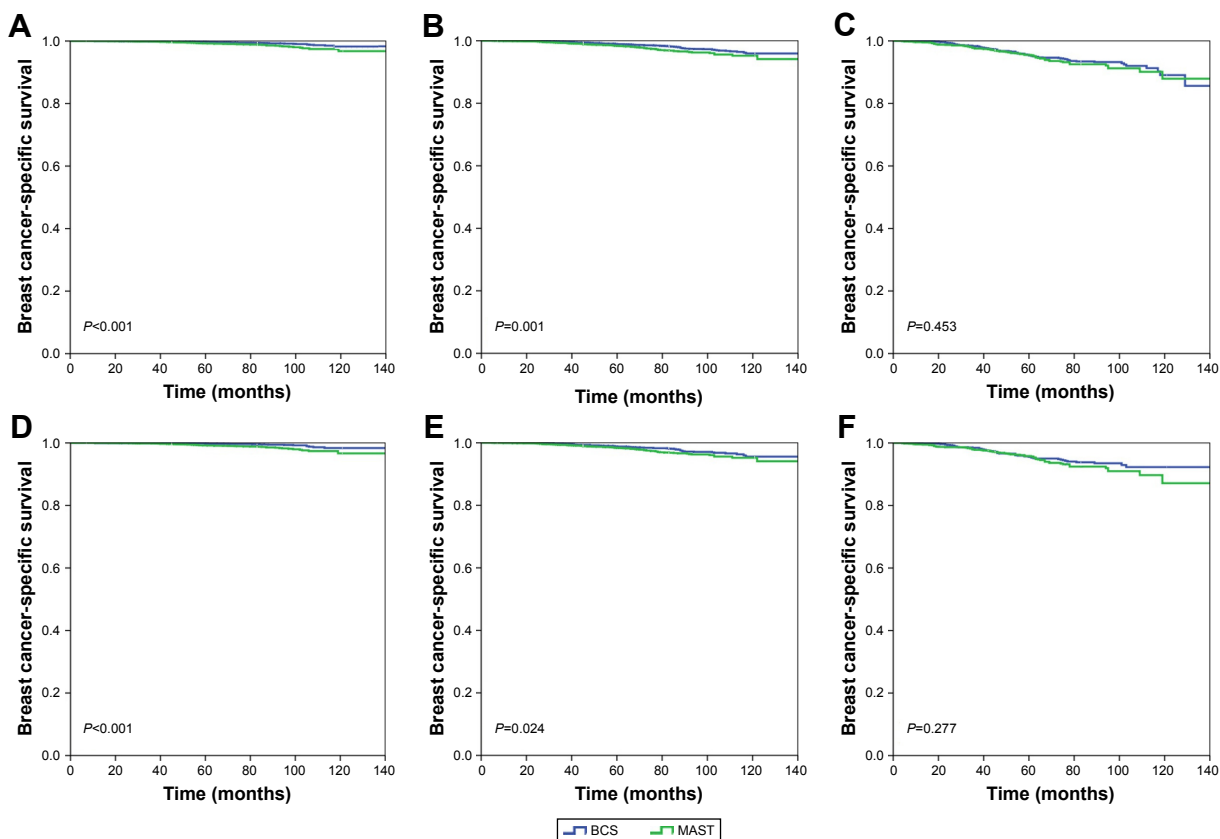 A
Breast cancer-specific survival
1.0
0.8
0.6
0.4
0.2
0.0
P<0.001
0 20 40 60 80 100 120 140
Time (months)
B
Breast cancer-specific survival
1.0
0.8
0.6
0.4
0.2
0.0
P=0.001
0 20 40 60 80 100 120 140
Time (months)
C
Breast cancer-specific survival
1.0
0.8
0.6
0.4
0.2
0.0
P=0.453
0 20 40 60 80 100 120 140
Time (months)
D
Breast cancer-specific survival
1.0
0.8
0.6
0.4
0.2
0.0
P<0.001
0 20 40 60 80 100 120 140
Time (months)
E
Breast cancer-specific survival
1.0
0.8
0.6
0.4
0.2
0.0
P=0.024
0 20 40 60 80 100 120 140
Time (months)
F
Breast cancer-specific survival
1.0
0.8
0.6
0.4
0.2
0.0
P=0.277
0 20 40 60 80 100 120 140
Time (months)
BCS MAST